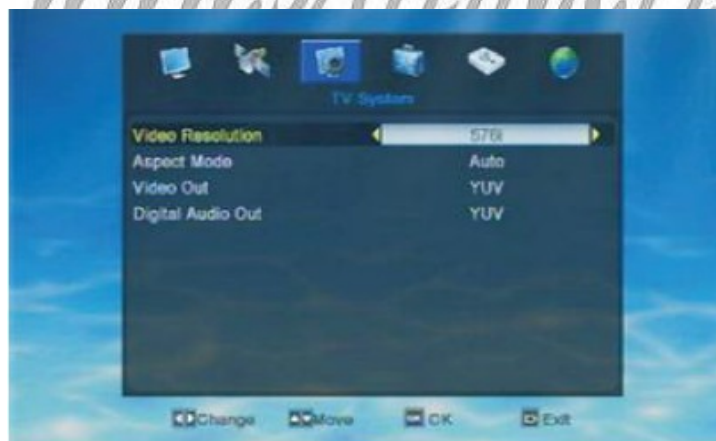 TV System
Video Resolution 576i
Aspect Mode Auto
Video Out YUV
Digital Audio Out YUV
Change Move OK Exit